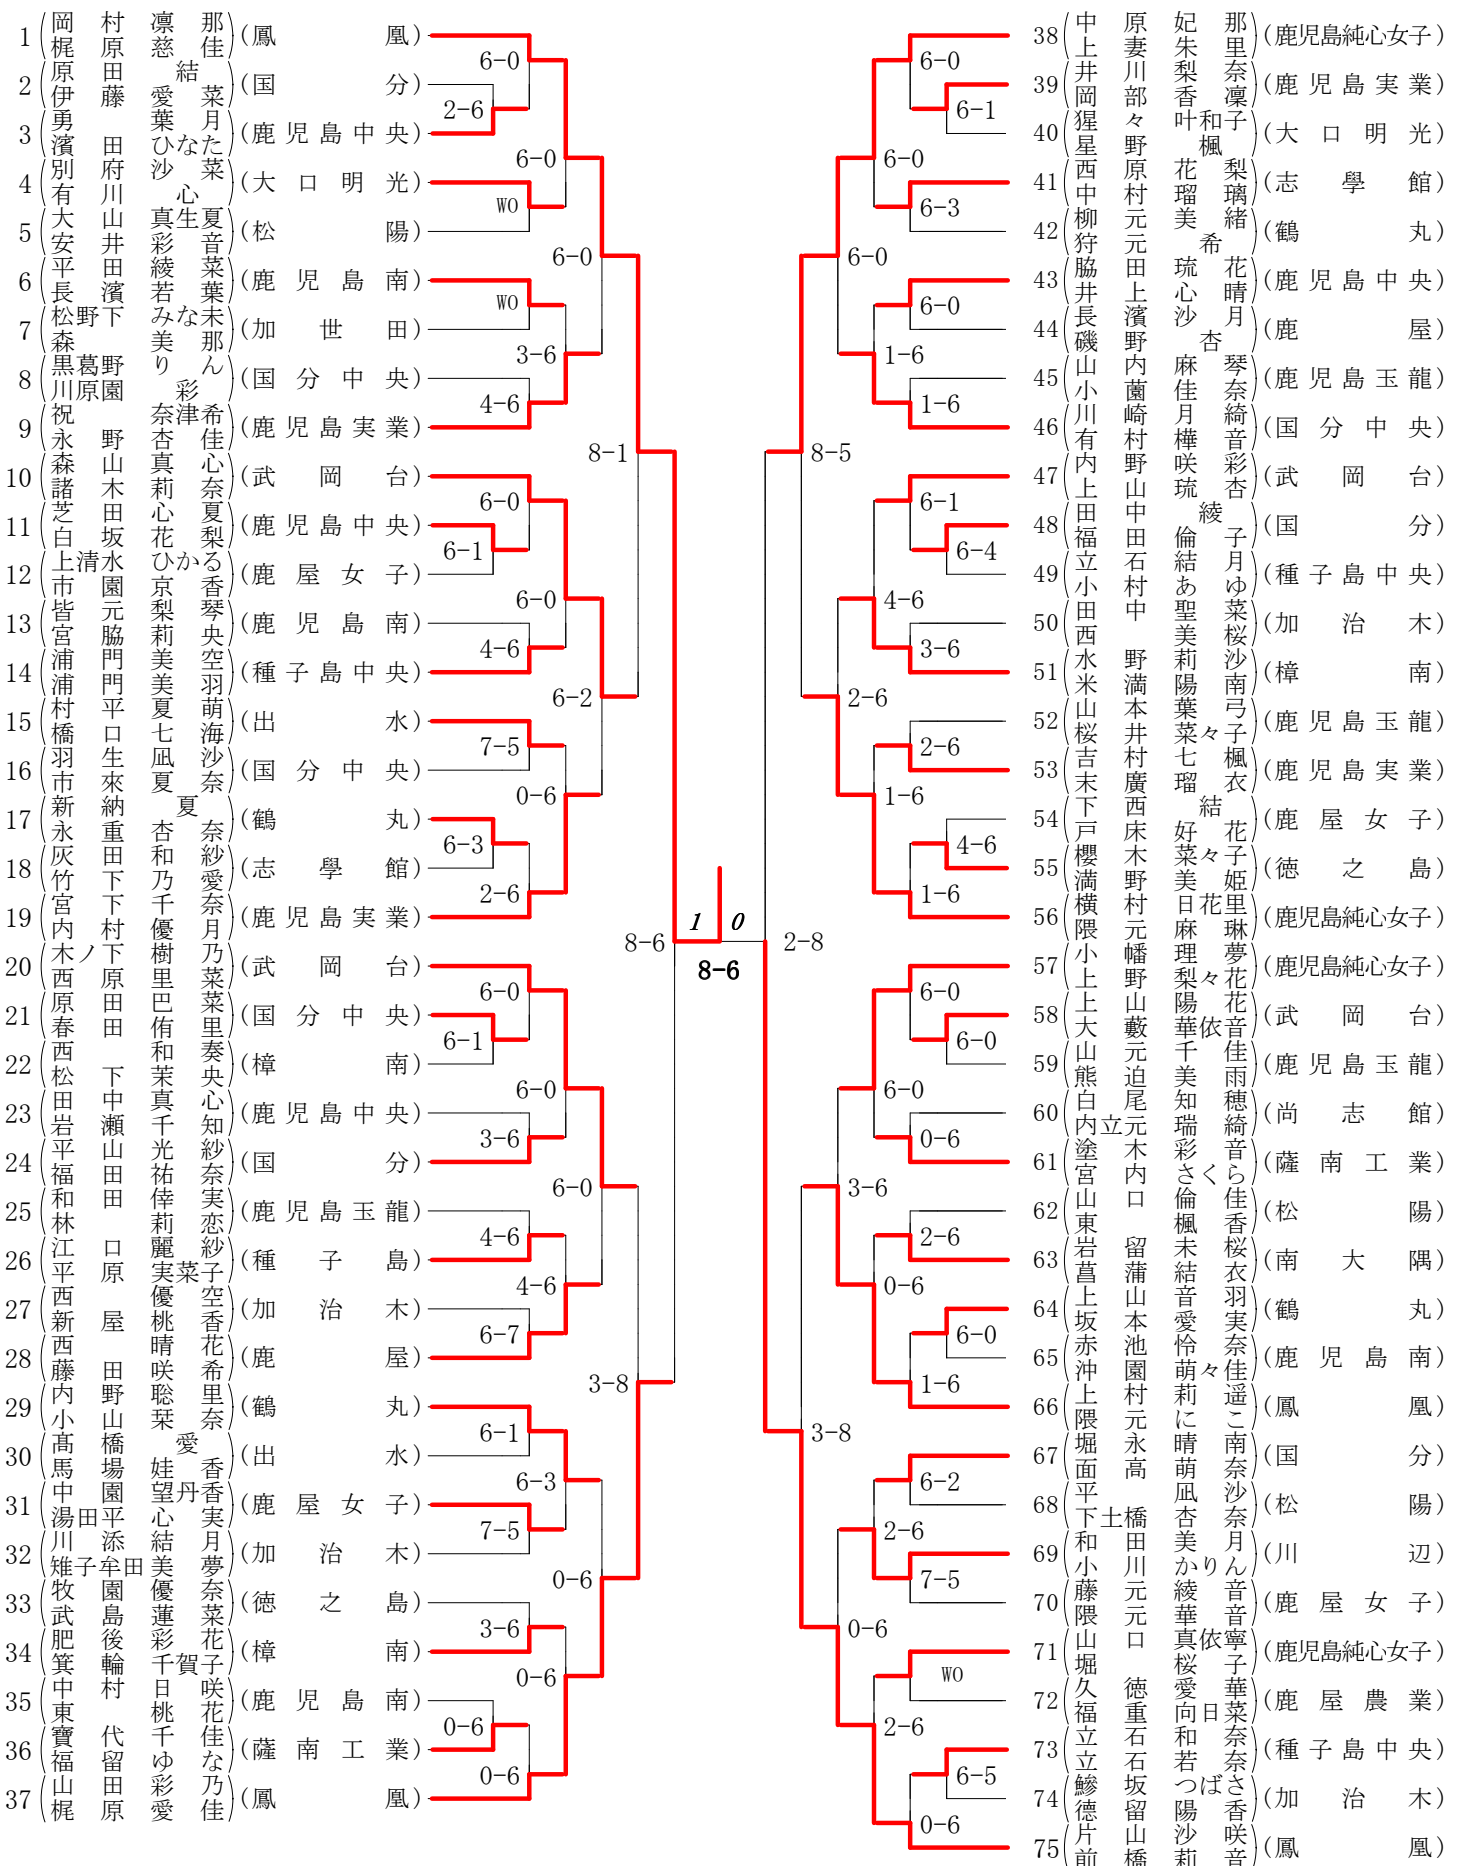 1 (岡村凛那 梶原慈佳) (鳳凰)
2 (原田結 伊藤愛菜) (国分)
3 (勇葉月 濱田ひなた) (鹿児島中央)
4 (別府沙菜 有川心) (大口明光)
5 (大山真生夏 安井彩音) (松陽)
6 (平田綾菜 長濱若葉) (鹿児島南)
7 (松野下みな未 森美那) (加世田)
8 (黒葛野りん 川原園彩) (国分中央)
9 (祝奈津希 永野杏佳) (鹿児島実業)
10 (森山真心 諸木莉奈) (武岡台)
11 (芝田心夏 白坂花梨) (鹿児島中央)
12 (上清水ひかる 市園京香) (鹿屋女子)
13 (皆元梨琴 宮脇莉央) (鹿児島南)
14 (浦門美空 浦門美羽) (種子島中央)
15 (村平夏萌 橋口七海) (出水)
16 (羽生凪沙 市來夏奈) (国分中央)
17 (新納夏 永重杏奈) (鶴丸)
18 (灰田和紗 竹下乃愛) (志學館)
19 (宮下千奈 内村優月) (鹿児島実業)
20 (木ノ下樹乃 西原里菜) (武岡台)
21 (原田巴菜 春田侑里) (国分中央)
22 (西和奏 松下茉央) (樟南)
23 (田中真心 岩瀬千知) (鹿児島中央)
24 (平山光紗 福田祐奈) (国分)
25 (和田倖実 林莉恋) (鹿児島玉龍)
26 (江口麗紗 平原実菜子) (種子島)
27 (西優空 新屋桃香) (加治木)
28 (西晴花 藤田咲希) (鹿屋)
29 (内野聡里 小山栞奈) (鶴丸)
30 (髙橋愛 馬場娃香) (出水)
31 (中園望丹香 湯田平心実) (鹿屋女子)
32 (川添結月 雉子牟田美夢) (加治木)
33 (牧園優奈 武島蓮菜) (徳之島)
34 (肥後彩花 箕輪千賀子) (樟南)
35 (中村日咲 東桃花) (鹿児島南)
36 (寶代千佳 福留ゆな) (薩南工業)
37 (山田彩乃 梶原愛佳) (鳳凰)
6-0
2-6
6-0
WO
6-0
WO
3-6
4-6
8-1
6-0
6-1
6-0
4-6
6-2
7-5
0-6
6-3
2-6
8-6
6-0
6-1
6-0
3-6
6-0
4-6
4-6
6-7
3-8
6-1
6-3
7-5
0-6
3-6
0-6
0-6
0-6
1 0
8-6
38 (中原妃那 上妻朱里) (鹿児島純心女子)
39 (井川梨奈 岡部香凜) (鹿児島実業)
40 (猩々叶和子 星野楓) (大口明光)
41 (西原花梨 中村瑠璃) (志學館)
42 (柳元美緒 狩元希) (鶴丸)
43 (脇田琉花 井上心晴) (鹿児島中央)
44 (長濱沙月 磯野杏) (鹿屋)
45 (山内麻琴 小薗佳奈) (鹿児島玉龍)
46 (川崎月綺 有村樺音) (国分中央)
47 (内野咲彩 上山琉杏) (武岡台)
48 (田中綾 福田倫子) (国分)
49 (立石結月 小村あゆ) (種子島中央)
50 (田中聖菜 西美桜) (加治木)
51 (水野莉沙 米満陽南) (樟南)
52 (山本葉弓 桜井菜々子) (鹿児島玉龍)
53 (吉村七楓 末廣瑠衣) (鹿児島実業)
54 (下西結 戸床好花) (鹿屋女子)
55 (櫻木菜々子 満野美姫) (徳之島)
56 (横村日花里 隈元麻琳) (鹿児島純心女子)
57 (小幡理夢 上野梨々花) (鹿児島純心女子)
58 (上山陽花 大藪華依音) (武岡台)
59 (山元千佳 熊迫美雨) (鹿児島玉龍)
60 (白尾知穂 内立元瑞綺) (尚志館)
61 (塗木彩音 宮内さくら) (薩南工業)
62 (山口倫佳 東楓香) (松陽)
63 (岩留未桜 菖蒲結衣) (南大隅)
64 (上山音羽 坂本愛実) (鶴丸)
65 (赤池怜奈 沖園萌々佳) (鹿児島南)
66 (上村莉遥 隈元にこ) (鳳凰)
67 (堀永晴南 面高萌奈) (国分)
68 (平凪沙 下土橋杏奈) (松陽)
69 (和田美月 小川かりん) (川辺)
70 (藤元綾音 隈元華音) (鹿屋女子)
71 (山口真依寧 堀桜子) (鹿児島純心女子)
72 (久徳愛華 福重向日菜) (鹿屋農業)
73 (立石和奈 立石若奈) (種子島中央)
74 (鰺坂つばさ 德留陽香) (加治木)
75 (片山沙咲 前橋莉音) (鳳凰)
6-0
6-1
6-0
6-3
6-0
6-0
1-6
1-6
8-5
6-1
6-4
4-6
3-6
2-6
2-6
1-6
4-6
1-6
2-8
6-0
6-0
3-6
0-6
2-6
0-6
6-0
1-6
3-8
6-2
2-6
7-5
0-6
WO
2-6
6-5
0-6